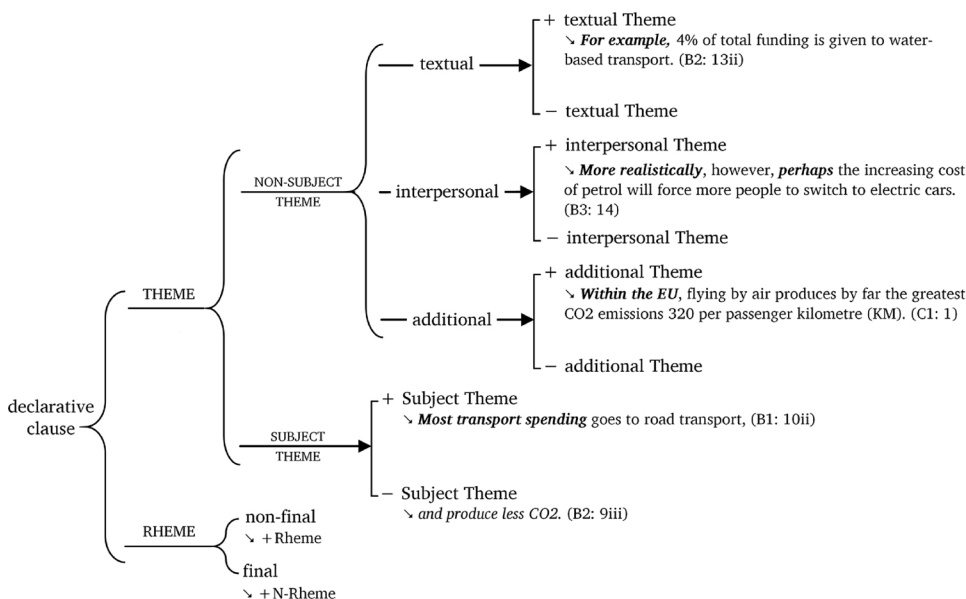 + textual Theme
↘ For example, 4% of total funding is given to water-
based transport. (B2: 13ii)
textual
− textual Theme
+ interpersonal Theme
↘ More realistically, however, perhaps the increasing cost
of petrol will force more people to switch to electric cars.
(B3: 14)
NON-SUBJECT
THEME
interpersonal
− interpersonal Theme
+ additional Theme
↘ Within the EU, flying by air produces by far the greatest
CO2 emissions 320 per passenger kilometre (KM). (C1: 1)
THEME
additional
− additional Theme
declarative
clause
+ Subject Theme
↘ Most transport spending goes to road transport, (B1: 10ii)
SUBJECT
THEME
− Subject Theme
↘ and produce less CO2. (B2: 9iii)
RHEME
non-final
↘ +Rheme
final
↘ +N-Rheme